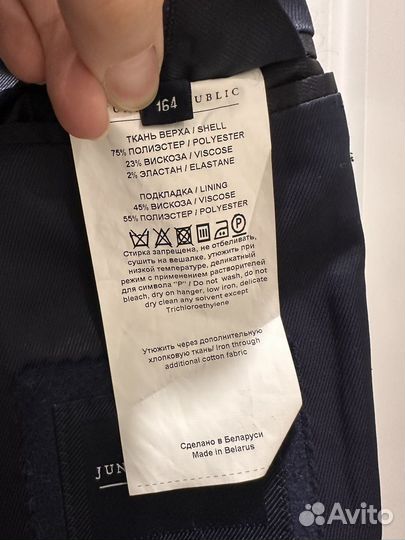 164
UBLIC
ТКАНЬ ВЕРХА / SHELL
75% ПОЛИЭСТЕР / POLYESTER
23% ВИСКОЗА / VISCOSE
2% ЭЛАСТАН / ELASTANE
ПОДКЛАДКА / LINING
45% ВИСКОЗА / VISCOSE
55% ПОЛИЭСТЕР / POLYESTER
Стирка запрещена, не отбеливать,
сушить на вешалке, утюжить при
низкой температуре, деликатный
режим с применением растворителей
для символа "P" / Do not wash, do not
bleach, dry on hanger, low iron, delicate
dry clean any solvent except
Trichloroethylene
Утюжить через дополнительную
хлопковую ткань/ Iron through
additional cotton fabric
Сделано в Беларуси
Made in Belarus
JUN
Avito